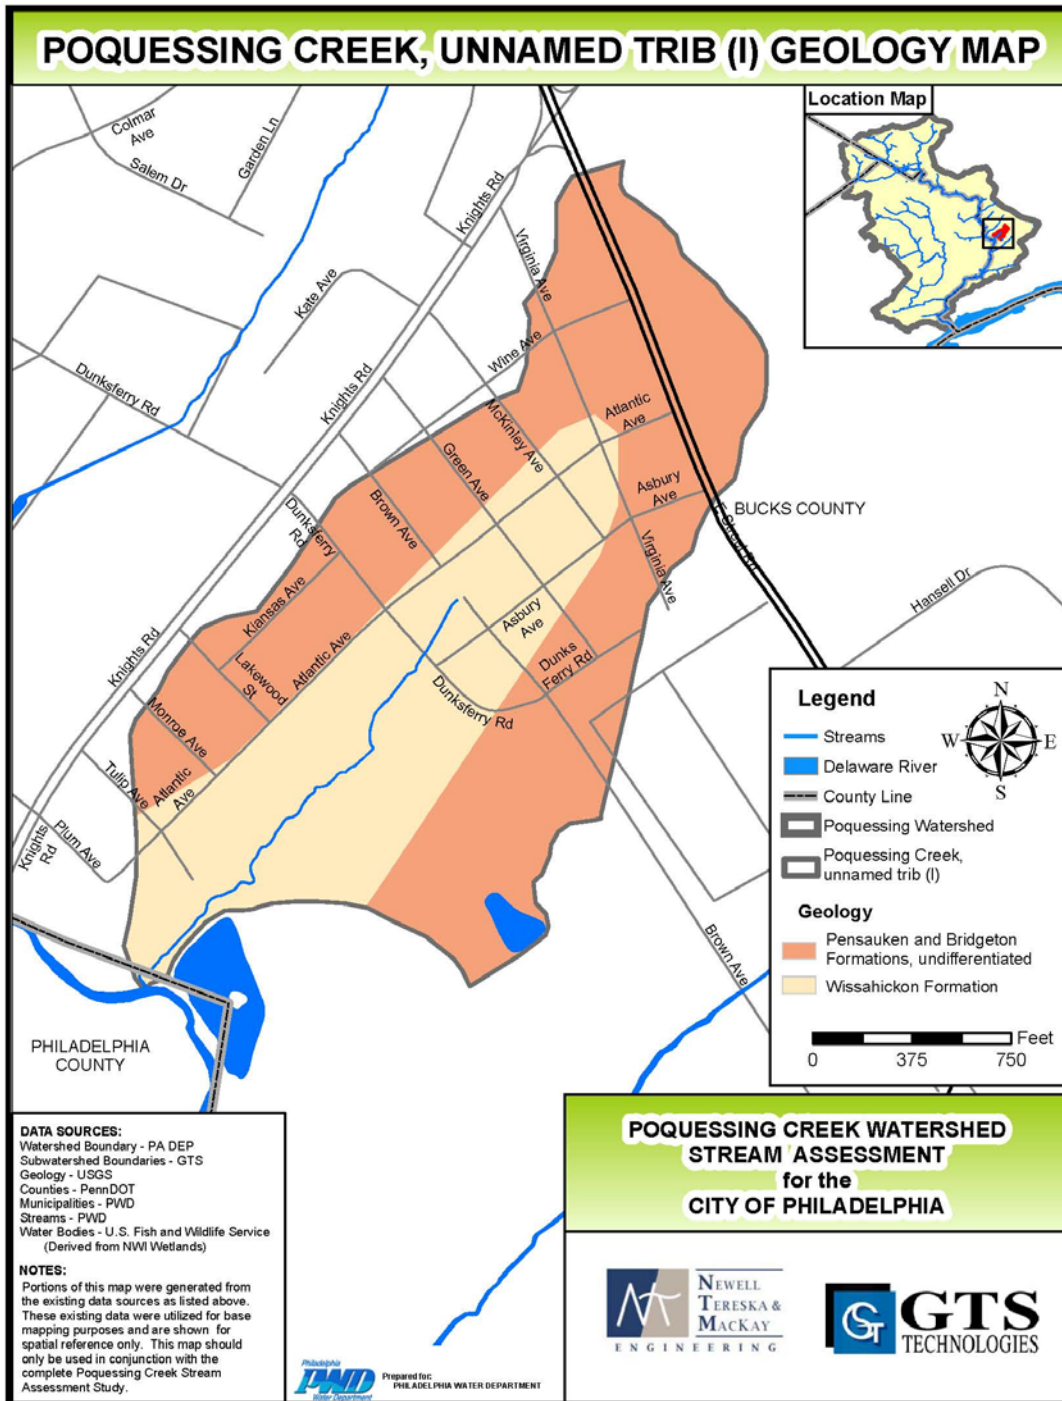 POQUESSING CREEK, UNNAMED TRIB (I) GEOLOGY MAP
Location Map
Colmar
Ave
Salem Dr
Garden Ln
Knights Rd
Virginia Ave
Kate Ave
Wine Ave
Dunksferry Rd
Knights Rd
McKinley Ave
Atlantic
Ave
Green Ave
Asbury
Ave
Brown Ave
Dunksferry
Rd
BUCKS COUNTY
Virginia Ave
Kiansas Ave
Asbury
Ave
Hansell Dr
Knights Rd
Lakewood
St
Atlantic Ave
Dunks
Ferry Rd
Dunksferry Rd
Monroe Ave
Tulip Ave
Atlantic
Ave
Plum Ave
Knights
Rd
Brown Ave
PHILADELPHIA
COUNTY
Legend
N
W
E
S
Streams
Delaware River
County Line
Poquessing Watershed
Poquessing Creek,
unnamed trib (I)
Geology
Pensauken and Bridgeton
Formations, undifferentiated
Wissahickon Formation
Feet
0 375 750
DATA SOURCES:
Watershed Boundary - PA DEP
Subwatershed Boundaries - GTS
Geology - USGS
Counties - PennDOT
Municipalities - PWD
Streams - PWD
Water Bodies - U.S. Fish and Wildlife Service
(Derived from NWI Wetlands)
NOTES:
Portions of this map were generated from
the existing data sources as listed above.
These existing data were utilized for base
mapping purposes and are shown for
spatial reference only. This map should
only be used in conjunction with the
complete Poquessing Creek Stream
Assessment Study.
Philadelphia
PWD
Water Department
Prepared for:
PHILADELPHIA WATER DEPARTMENT
POQUESSING CREEK WATERSHED
STREAM ASSESSMENT
for the
CITY OF PHILADELPHIA
NEWELL
TERESKA &
MACKAY
ENGINEERING
GTS
TECHNOLOGIES